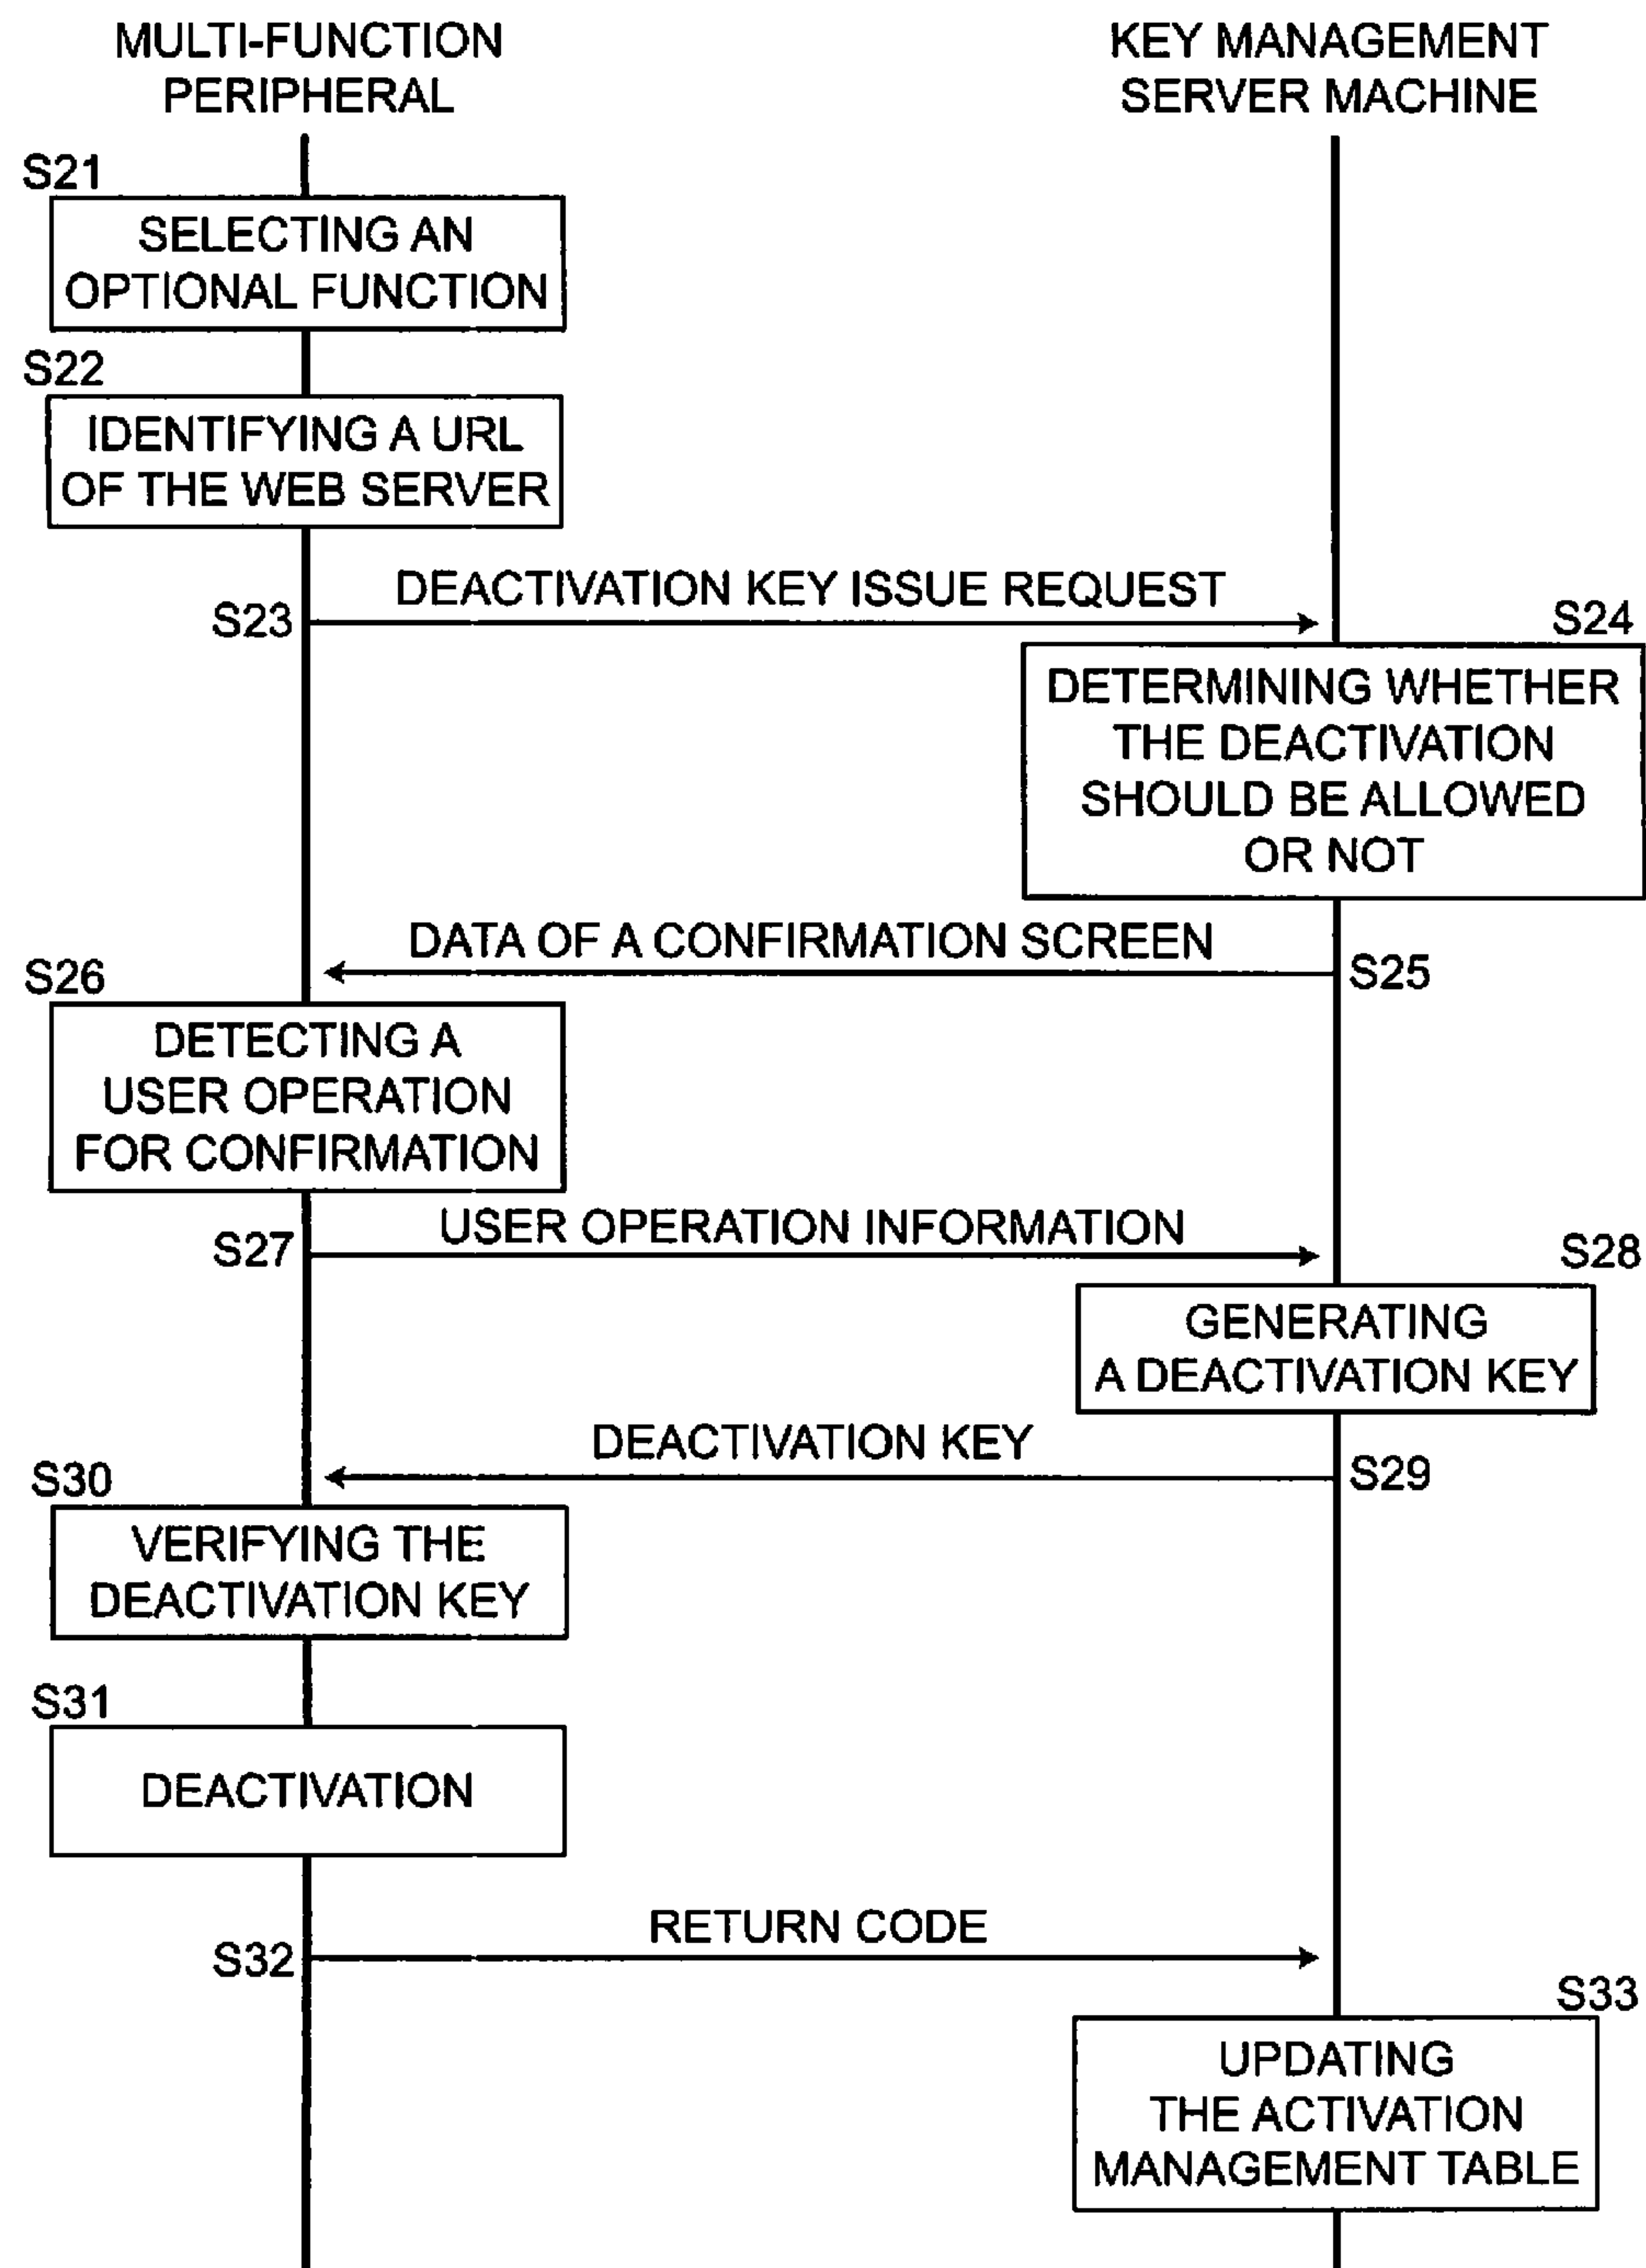 MULTI-FUNCTION
PERIPHERAL
KEY MANAGEMENT
SERVER MACHINE
S21
SELECTING AN
OPTIONAL FUNCTION
S22
IDENTIFYING A URL
OF THE WEB SERVER
DEACTIVATION KEY ISSUE REQUEST
S23
S24
DETERMINING WHETHER
THE DEACTIVATION
SHOULD BE ALLOWED
OR NOT
DATA OF A CONFIRMATION SCREEN
S25
S26
DETECTING A
USER OPERATION
FOR CONFIRMATION
USER OPERATION INFORMATION
S27
S28
GENERATING
A DEACTIVATION KEY
DEACTIVATION KEY
S29
S30
VERIFYING THE
DEACTIVATION KEY
S31
DEACTIVATION
RETURN CODE
S32
S33
UPDATING
THE ACTIVATION
MANAGEMENT TABLE